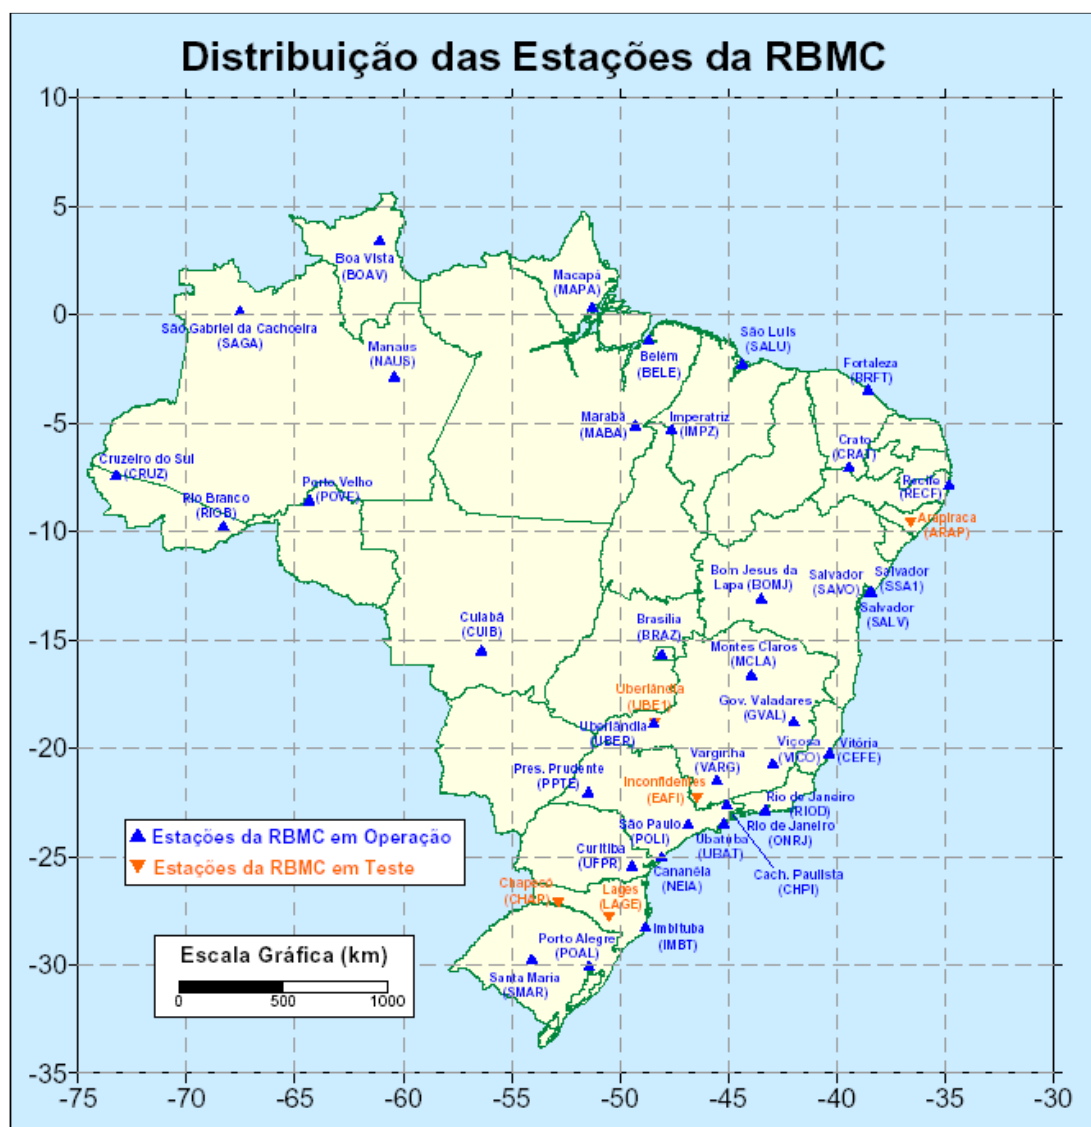 Distribuição das Estações da RBMC
10
5
0
-5
-10
-15
-20
-25
-30
-35
-75
-70
-65
-60
-55
-50
-45
-40
-35
-30
Boa Vista
(BOAV)
Macapá
(MAPA)
São Gabriel da Cachoeira
(SAGA)
Manaus
(NAUS)
Belém
(BELE)
São Luís
(SALU)
Fortaleza
(BRFT)
Marabá
(MABA)
Imperatriz
(IMPZ)
Crato
(CRAT)
Cruzeiro do Sul
(CRUZ)
Porto Velho
(POVE)
Rio Branco
(RIOB)
Recife
(RECF)
Arapiraca
(ARAP)
Bom Jesus da
Lapa (BOMJ)
Salvador
(SAVO)
Salvador
(SSA1)
Salvador
(SALV)
Cuiabá
(CUIB)
Brasília
(BRAZ)
Montes Claros
(MCLA)
Uberlândia
(UBE1)
Gov. Valadares
(GVAL)
Uberlândia
(UBER)
Viçosa
(VICO)
Vitória
(CEFE)
Varginha
(VARG)
Pres. Prudente
(PPTE)
Inconfidentes
(EAFI)
Rio de Janeiro
(RIOD)
São Paulo
(POLI)
Rio de Janeiro
(ONRJ)
Ubatuba
(UBAT)
Curitiba
(UFPR)
Cananéia
(NEIA)
Cach. Paulista
(CHPI)
Chapecó
(CHAP)
Lages
(LAGE)
Imbituba
(IMBT)
Porto Alegre
(POAL)
Santa Maria
(SMAR)
Estações da RBMC em Operação
Estações da RBMC em Teste
Escala Gráfica (km)
0 500 1000